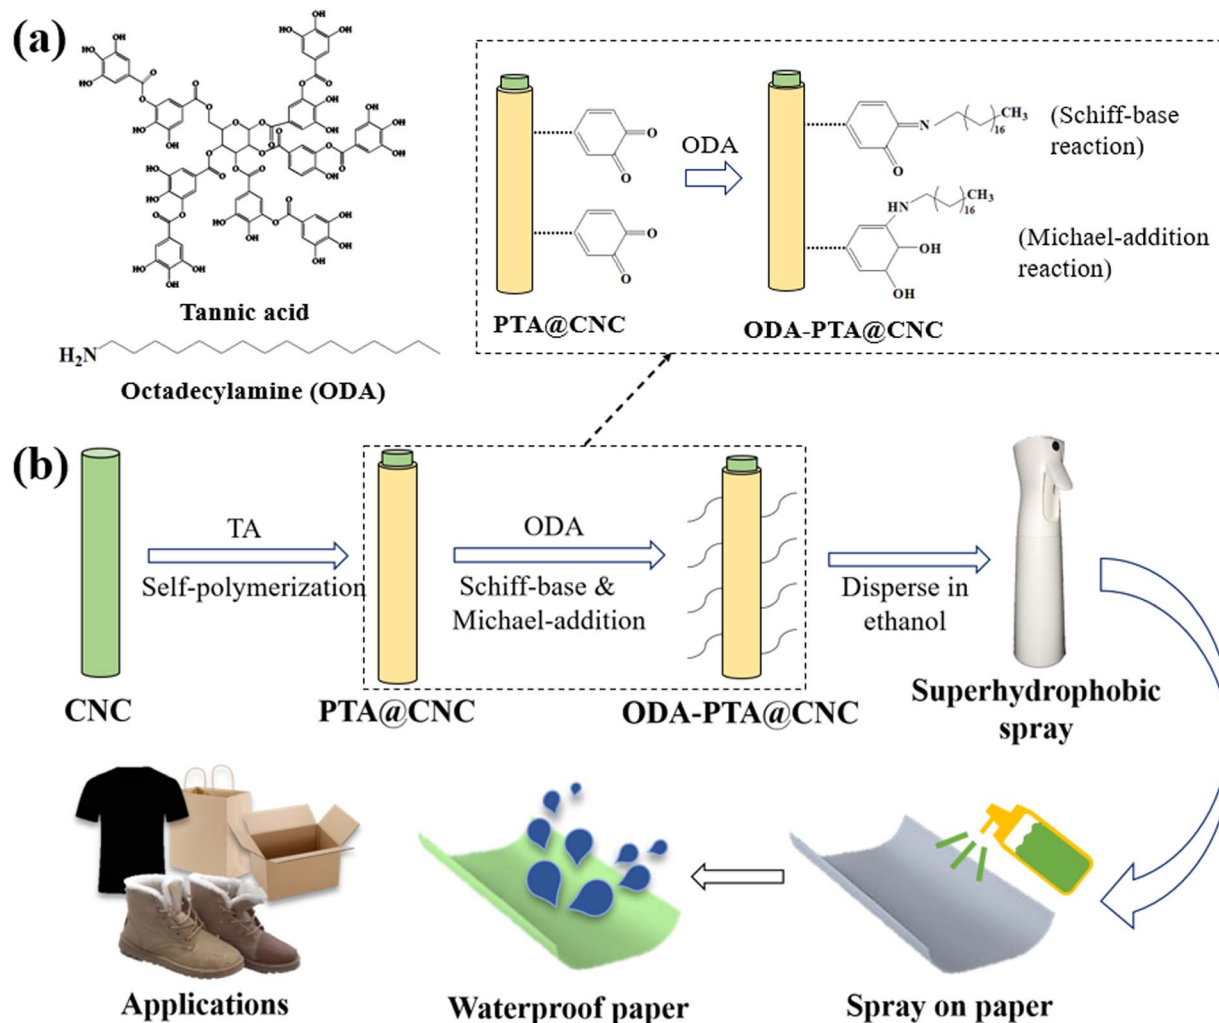 (a)
Tannic acid
H₂N
Octadecylamine (ODA)
O
O
O
O
PTA@CNC
ODA
N
CH₃
16
O
(Schiff-base
reaction)
HN
CH₃
16
OH
OH
(Michael-addition
reaction)
ODA-PTA@CNC
(b)
CNC
TA
Self-polymerization
PTA@CNC
ODA
Schiff-base &
Michael-addition
ODA-PTA@CNC
Disperse in
ethanol
Superhydrophobic
spray
Applications
Waterproof paper
Spray on paper